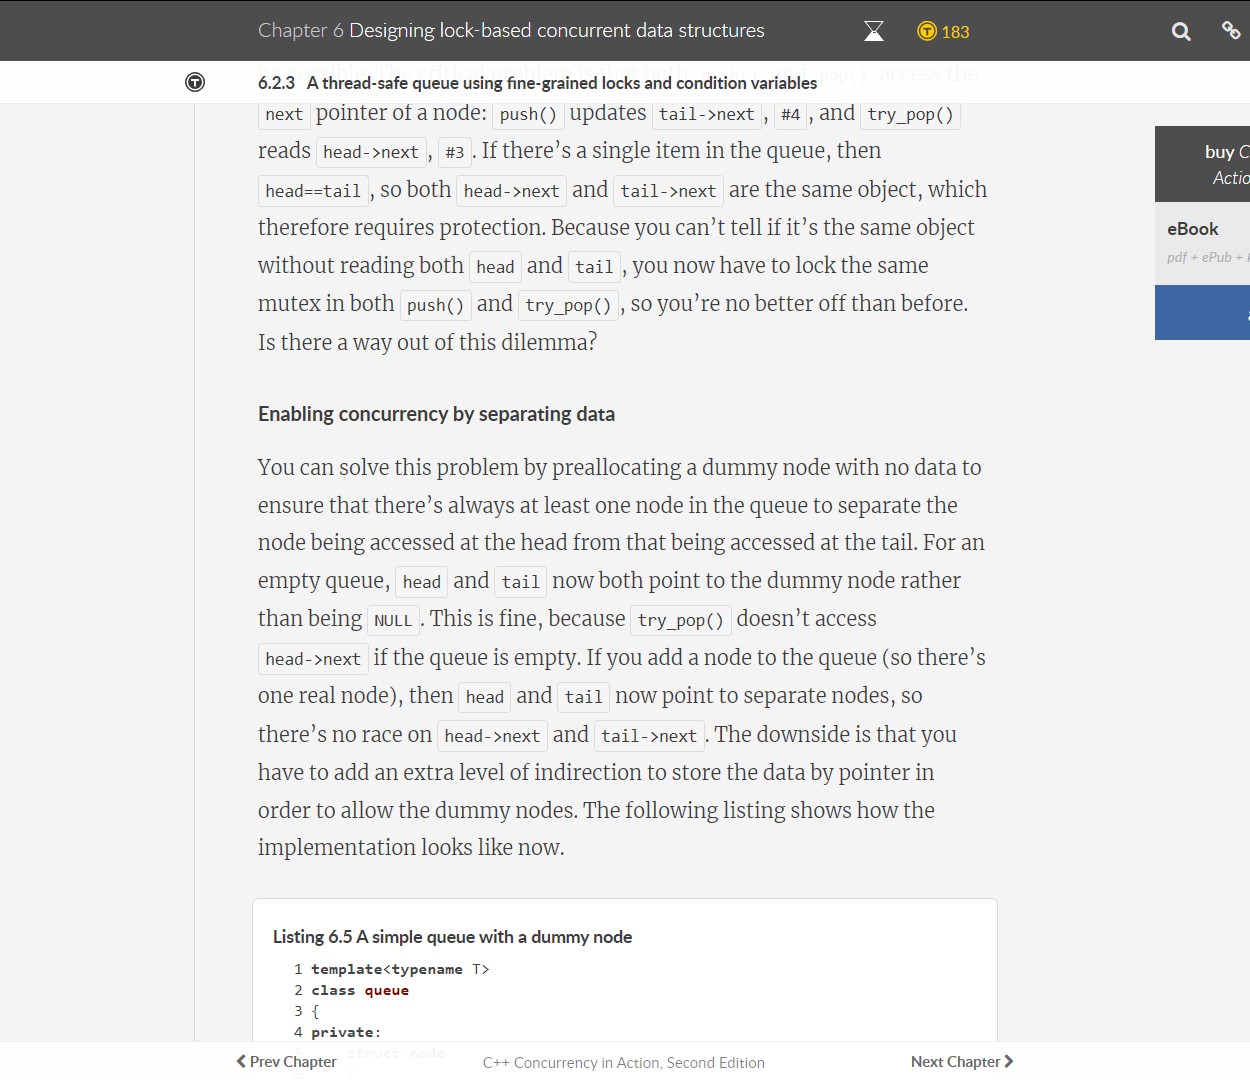 Chapter 6 Designing lock-based concurrent data structures
183
6.2.3 A thread-safe queue using fine-grained locks and condition variables
next pointer of a node: push() updates tail->next , #4 , and try_pop()
reads head->next , #3 . If there’s a single item in the queue, then
head==tail , so both head->next and tail->next are the same object, which
therefore requires protection. Because you can’t tell if it’s the same object
without reading both head and tail , you now have to lock the same
mutex in both push() and try_pop() , so you’re no better off than before.
Is there a way out of this dilemma?
Enabling concurrency by separating data
You can solve this problem by preallocating a dummy node with no data to
ensure that there’s always at least one node in the queue to separate the
node being accessed at the head from that being accessed at the tail. For an
empty queue, head and tail now both point to the dummy node rather
than being NULL . This is fine, because try_pop() doesn’t access
head->next if the queue is empty. If you add a node to the queue (so there’s
one real node), then head and tail now point to separate nodes, so
there’s no race on head->next and tail->next . The downside is that you
have to add an extra level of indirection to store the data by pointer in
order to allow the dummy nodes. The following listing shows how the
implementation looks like now.
Listing 6.5 A simple queue with a dummy node
1 template<typename T>
2 class queue
3 {
4 private:
5 struct node
{
buy C
Actio
eBook
pdf + ePub +
Prev Chapter
C++ Concurrency in Action, Second Edition
Next Chapter